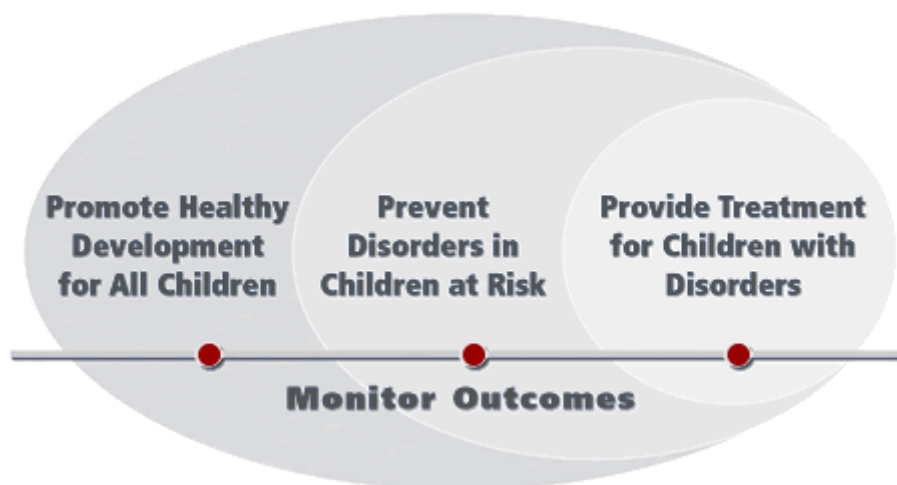 Promote Healthy
Development
for All Children
Prevent
Disorders in
Children at Risk
Provide Treatment
for Children with
Disorders
Monitor Outcomes